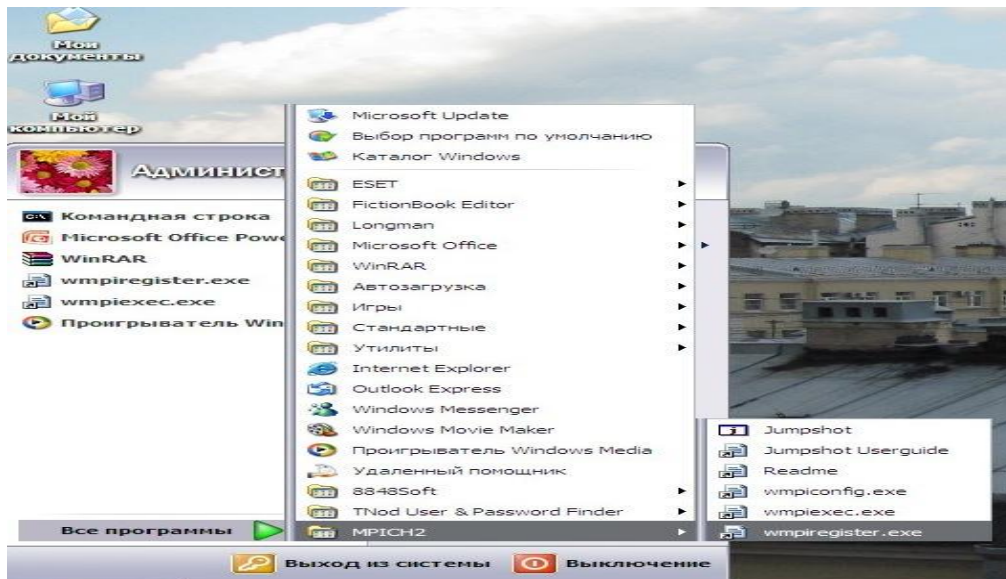 Мои
документы
Мой
компьютер
Админист
Командная строка
Microsoft Office Powe
WinRAR
wmpiregister.exe
wmpiexec.exe
Проигрыватель Win
Все программы
Microsoft Update
Выбор программ по умолчанию
Каталог Windows
ESET
FictionBook Editor
Longman
Microsoft Office
WinRAR
Автозагрузка
Игры
Стандартные
Утилиты
Internet Explorer
Outlook Express
Windows Messenger
Windows Movie Maker
Проигрыватель Windows Media
Удаленный помощник
8848Soft
TNod User & Password Finder
MPICH2
Jumpshot
Jumpshot Userguide
Readme
wmpiconfig.exe
wmpiexec.exe
wmpiregister.exe
Выход из системы
Выключение